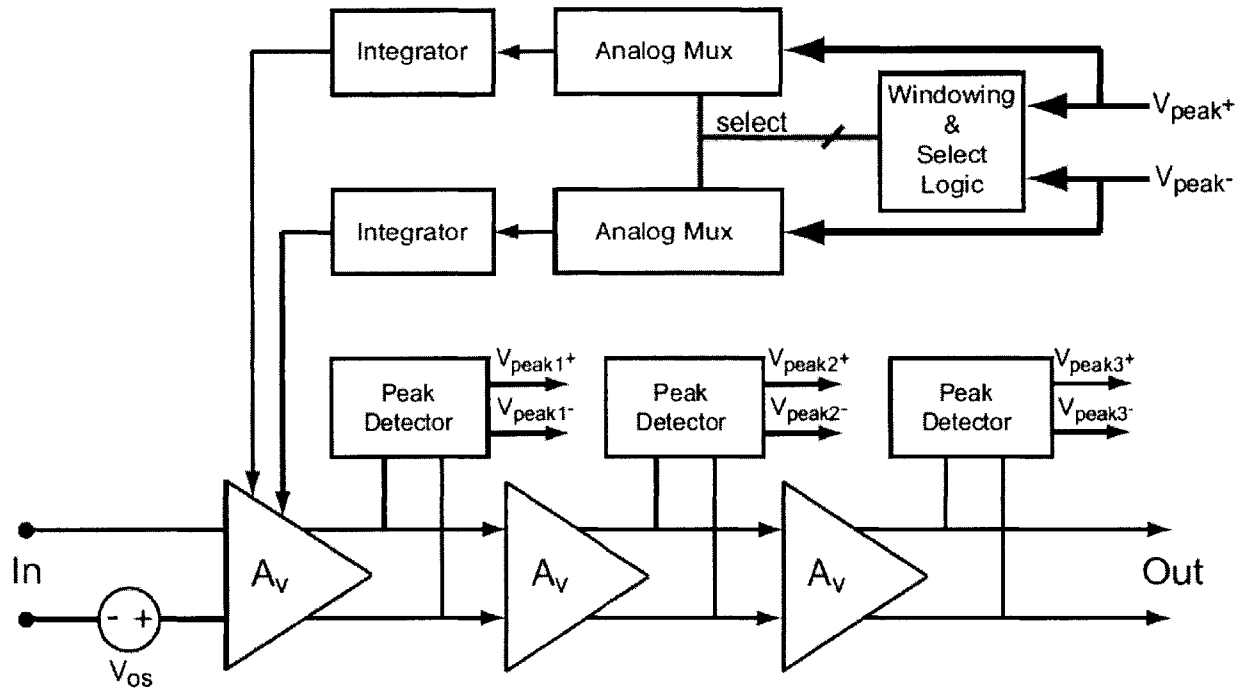 Integrator
Analog Mux
Windowing
&
Select
Logic
Vpeak+
Vpeak-
select
Integrator
Analog Mux
Peak
Detector
Vpeak1+
Vpeak1-
Peak
Detector
Vpeak2+
Vpeak2-
Peak
Detector
Vpeak3+
Vpeak3-
In
- +
Vos
Av
Av
Av
Out